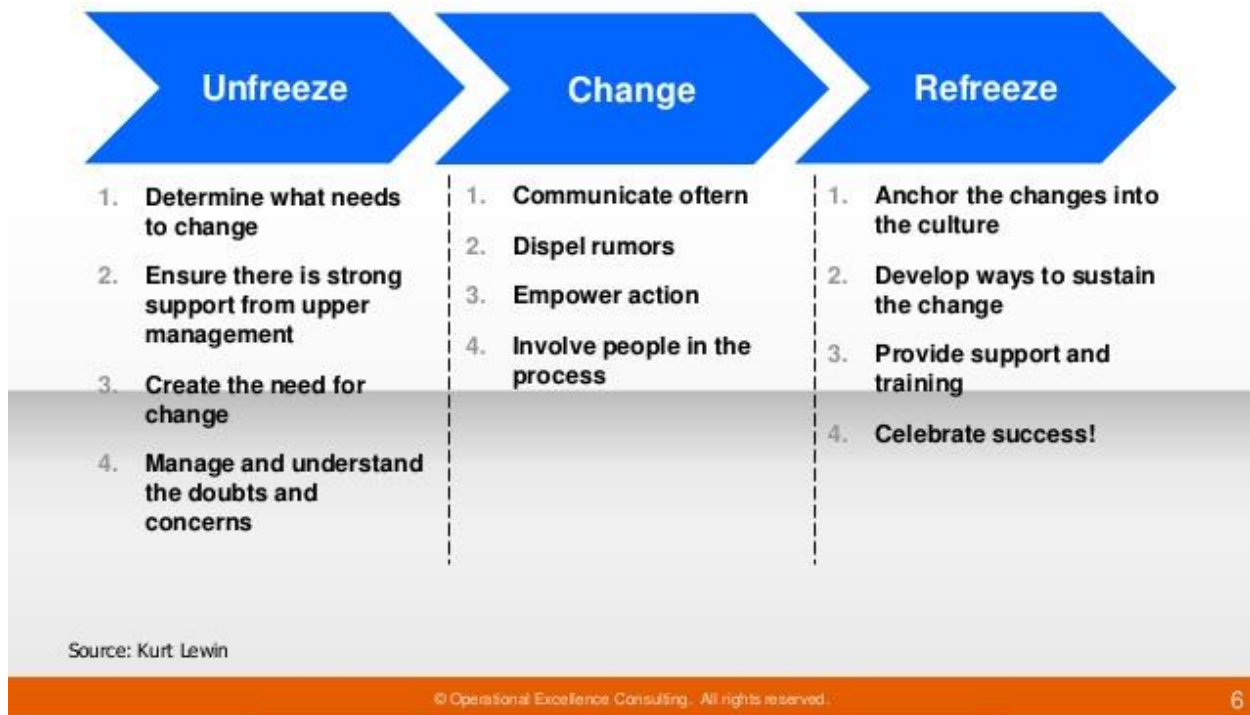 Unfreeze
1. Determine what needs
to change
2. Ensure there is strong
support from upper
management
3. Create the need for
change
4. Manage and understand
the doubts and
concerns
Change
1. Communicate oftern
2. Dispel rumors
3. Empower action
4. Involve people in the
process
Refreeze
1. Anchor the changes into
the culture
2. Develop ways to sustain
the change
3. Provide support and
training
4. Celebrate success!
Source: Kurt Lewin
© Operational Excellence Consulting. All rights reserved.
6